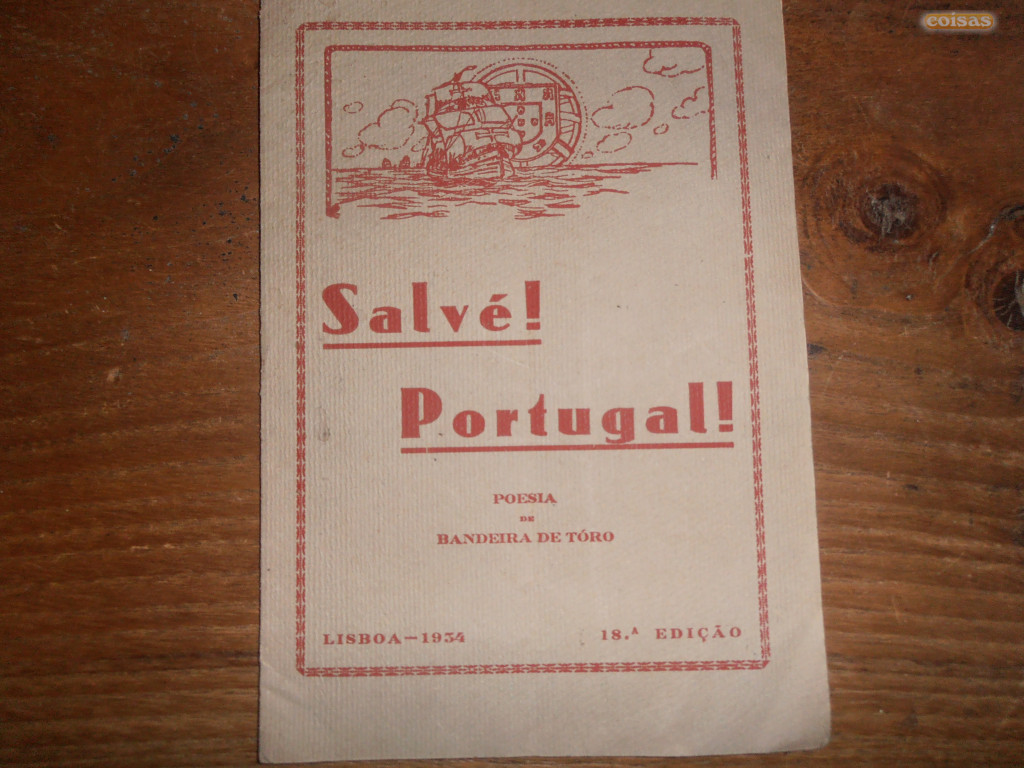 coisas
Salvé!
Portugal!
POESIA
DE
BANDEIRA DE TÓRO
LISBOA—1934 18.ª EDIÇÃO